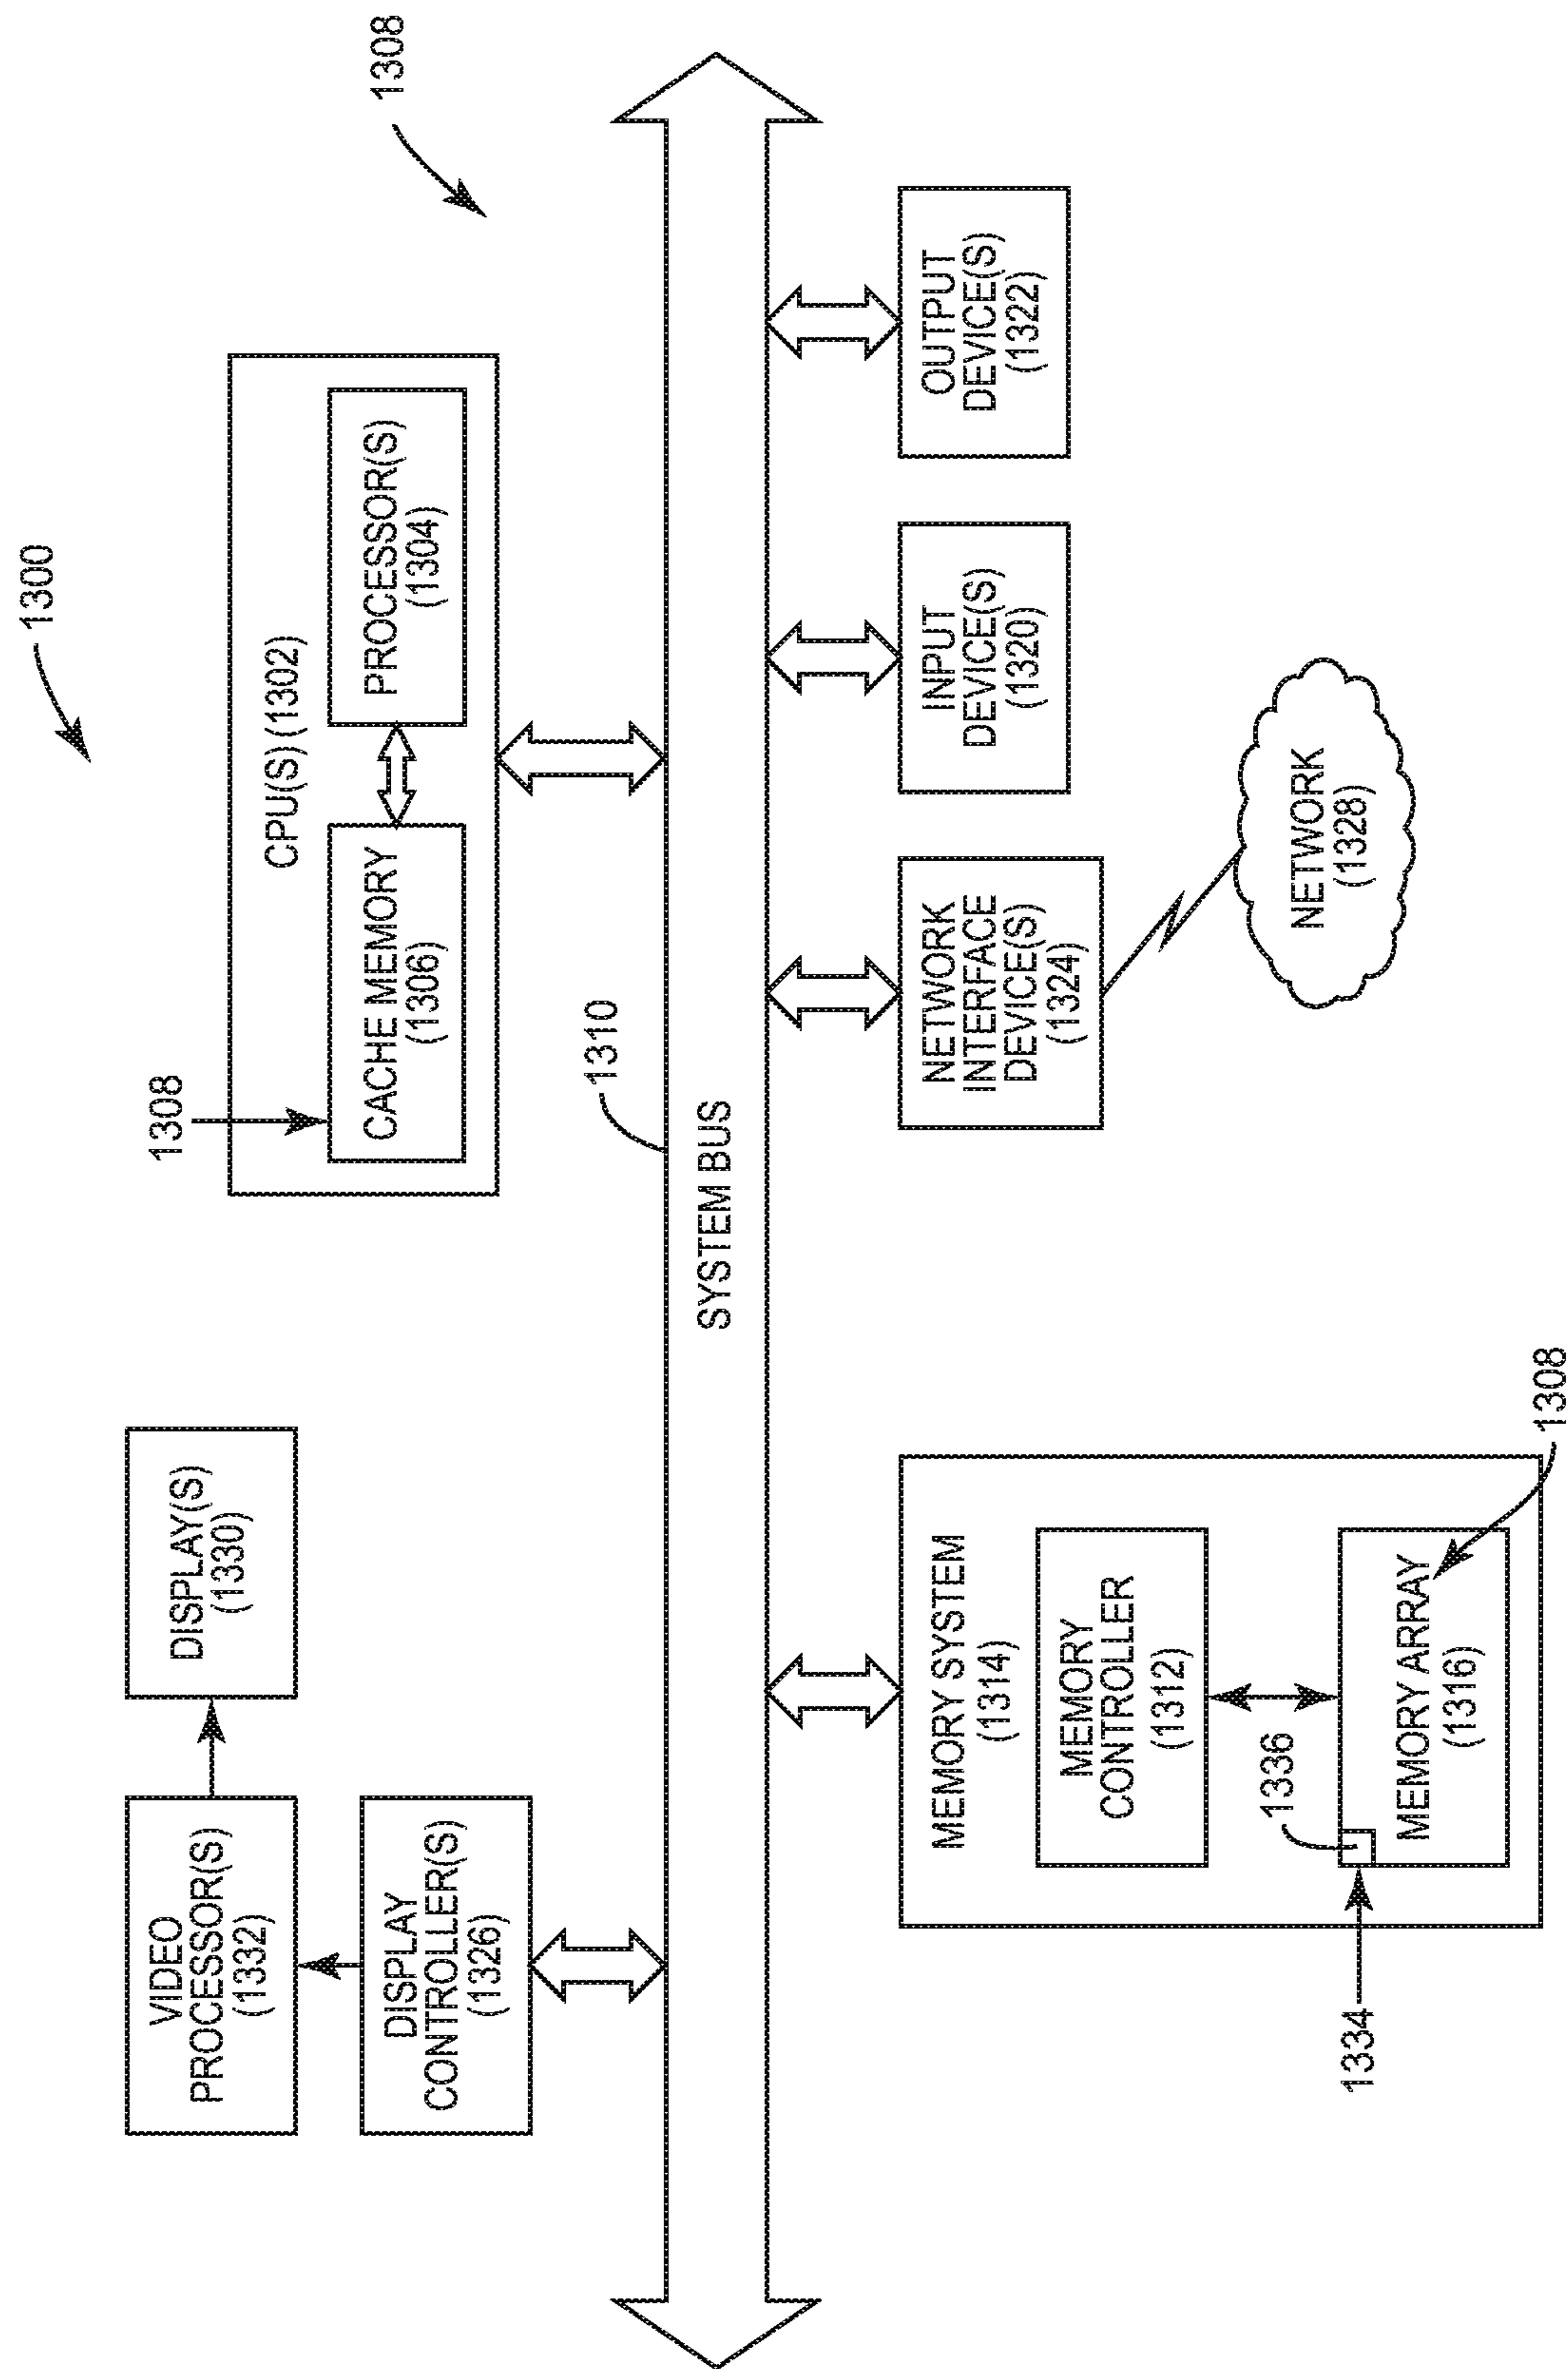 1300
1308
CPU(S) (1302)
1308
CACHE MEMORY
(1306)
PROCESSOR(S)
(1304)
VIDEO
PROCESSOR(S)
(1332)
DISPLAY(S)
(1330)
DISPLAY
CONTROLLER(S)
(1326)
1310
SYSTEM BUS
MEMORY SYSTEM
(1314)
MEMORY
CONTROLLER
(1312)
1336
1334
MEMORY ARRAY
(1316)
1308
NETWORK
INTERFACE
DEVICE(S)
(1324)
INPUT
DEVICE(S)
(1320)
OUTPUT
DEVICE(S)
(1322)
NETWORK
(1328)